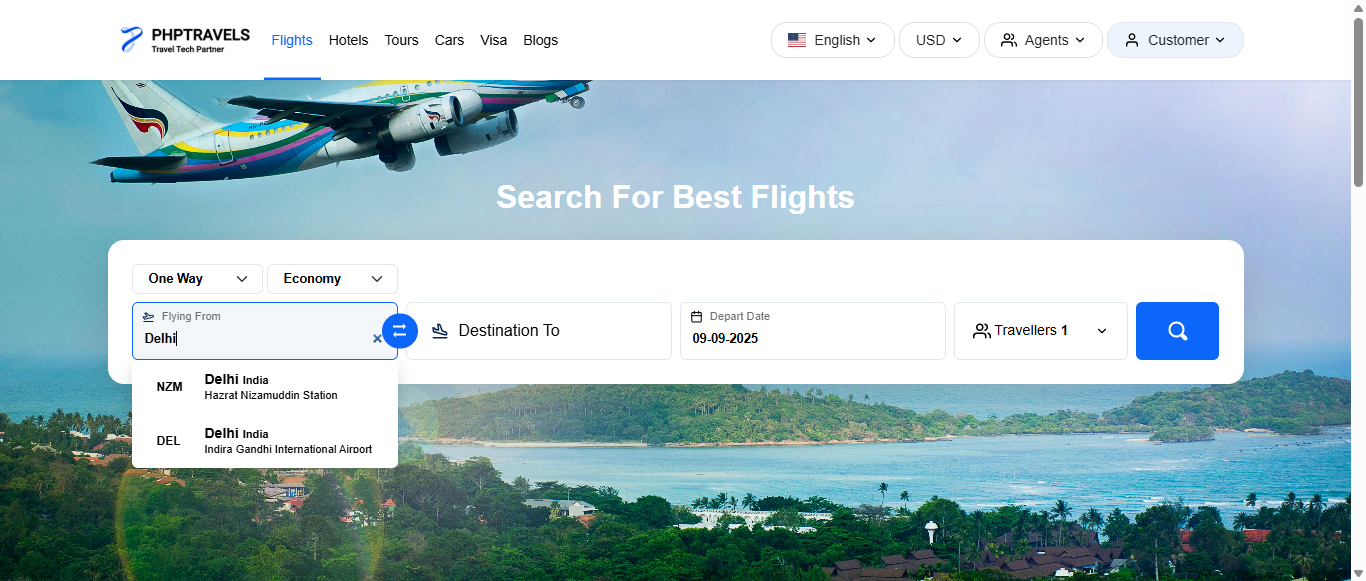 PHPTRAVELS
Travel Tech Partner
Flights Hotels Tours Cars Visa Blogs
English USD Agents Customer
Search For Best Flights
One Way Economy
Flying From
Delhi
Destination To
Depart Date
09-09-2025
Travellers 1
NZM
Delhi India
Hazrat Nizamuddin Station
DEL
Delhi India
Indira Gandhi International Airport